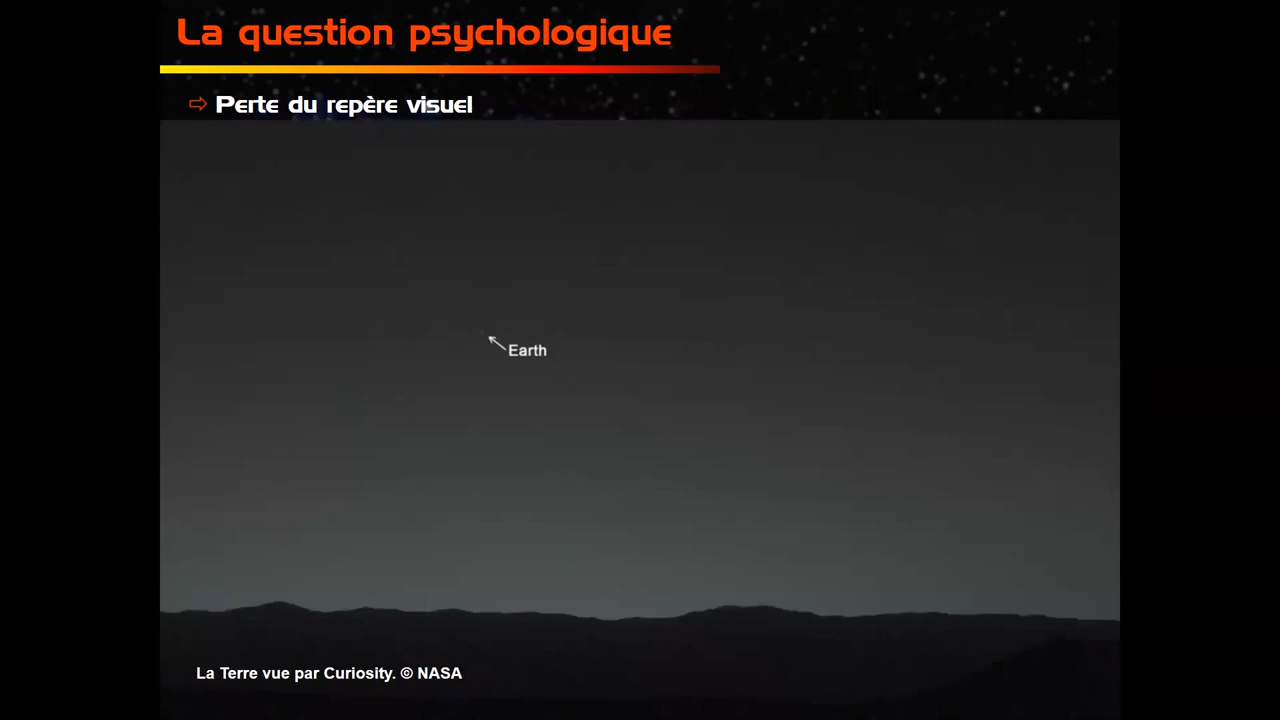 La question psychologique
⇨ Perte du repère visuel
Earth
La Terre vue par Curiosity. © NASA